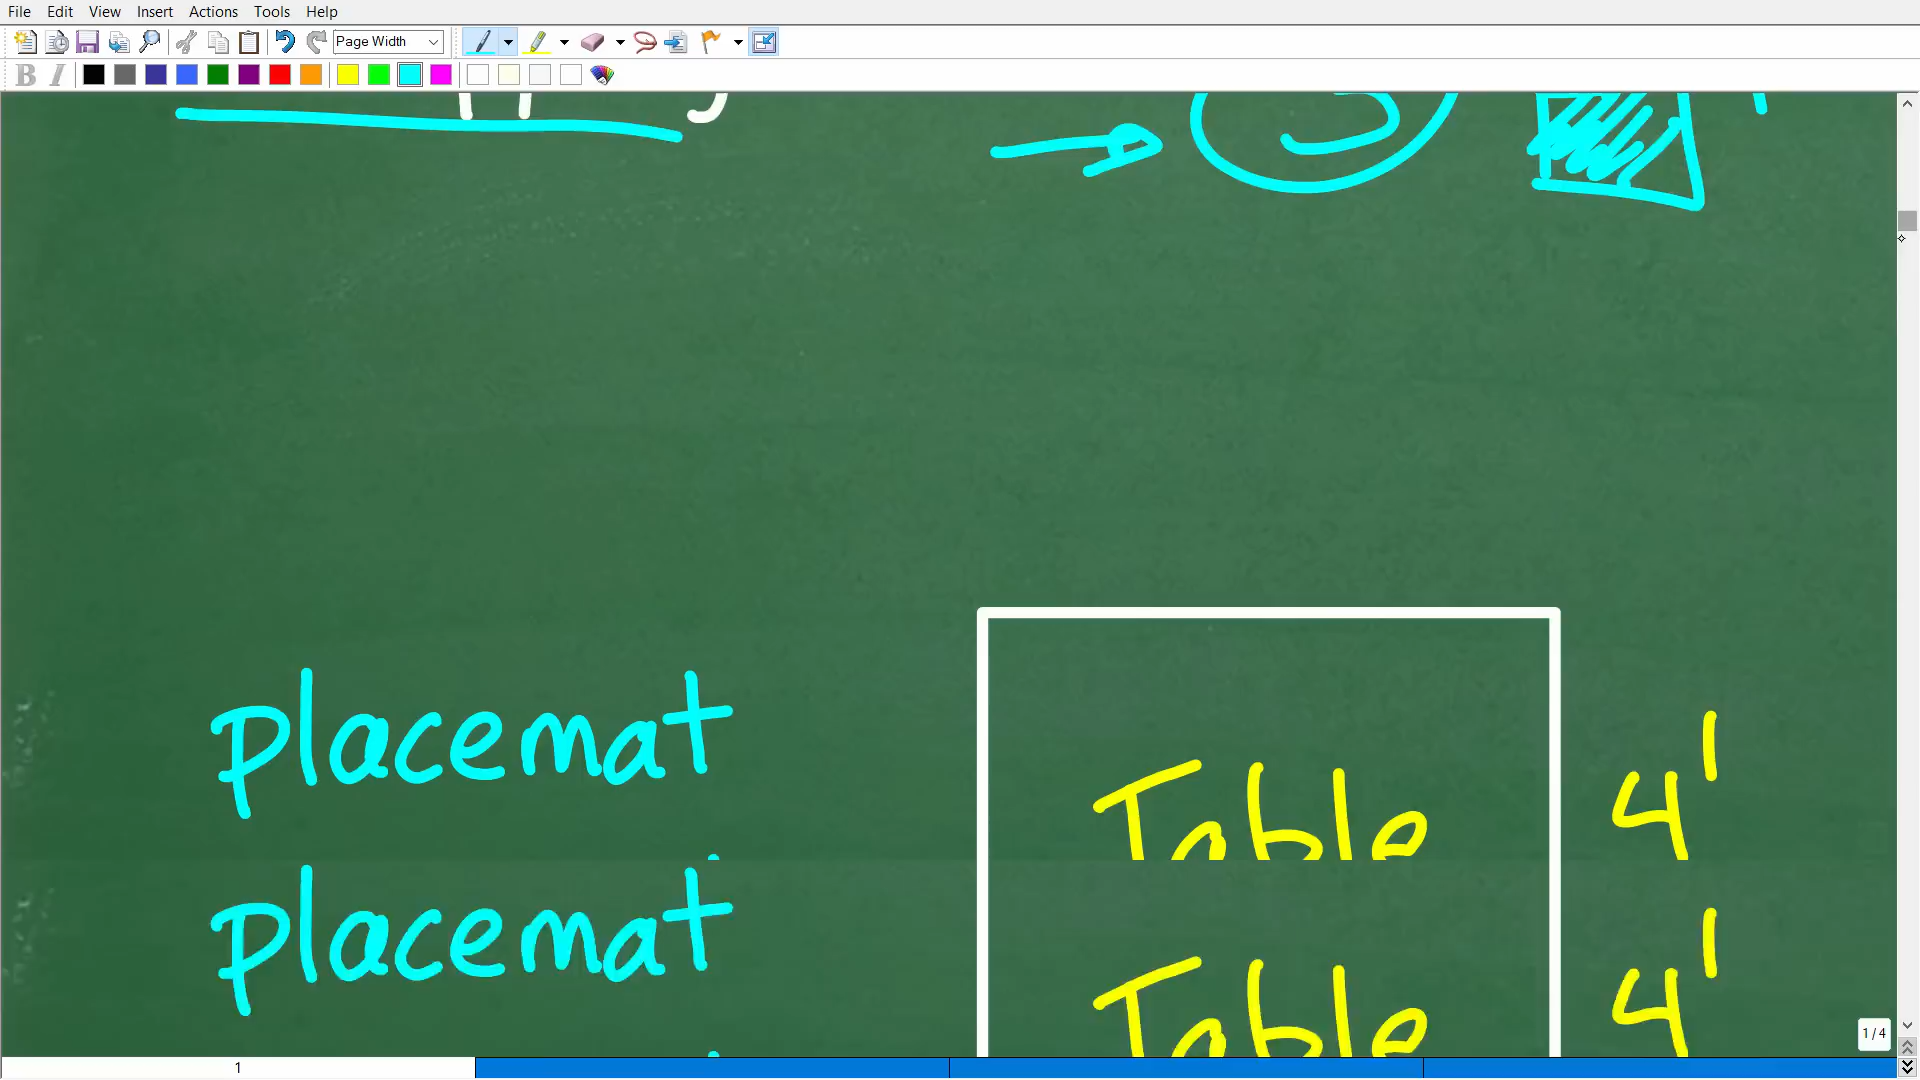 File Edit View Insert Actions Tools Help
Page Width
B I
placemat
Table 4'
placemat
Table 4'
1 / 4
1